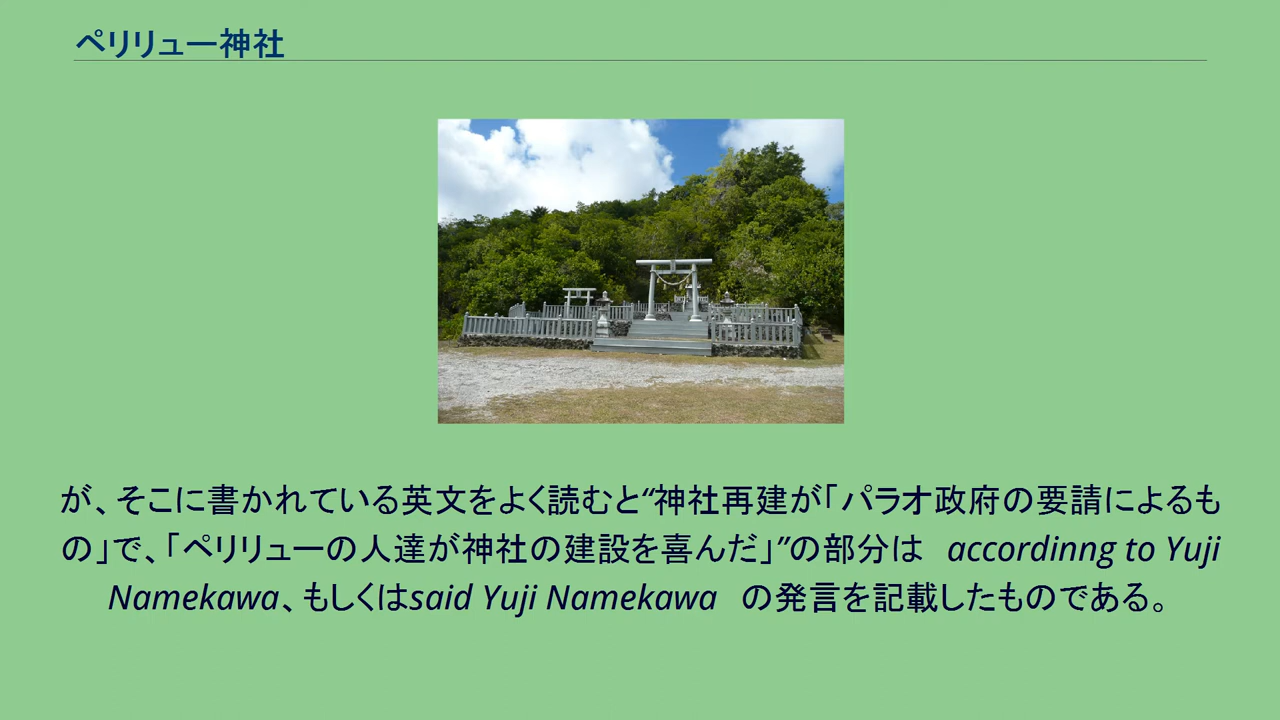 ペリリュー神社
が、そこに書かれている英文をよく読むと“神社再建が「パラオ政府の要請によるも
の」で、「ペリリューの人達が神社の建設を喜んだ」”の部分は accordinng to Yuji
Namekawa、もしくはsaid Yuji Namekawa の発言を記載したものである。